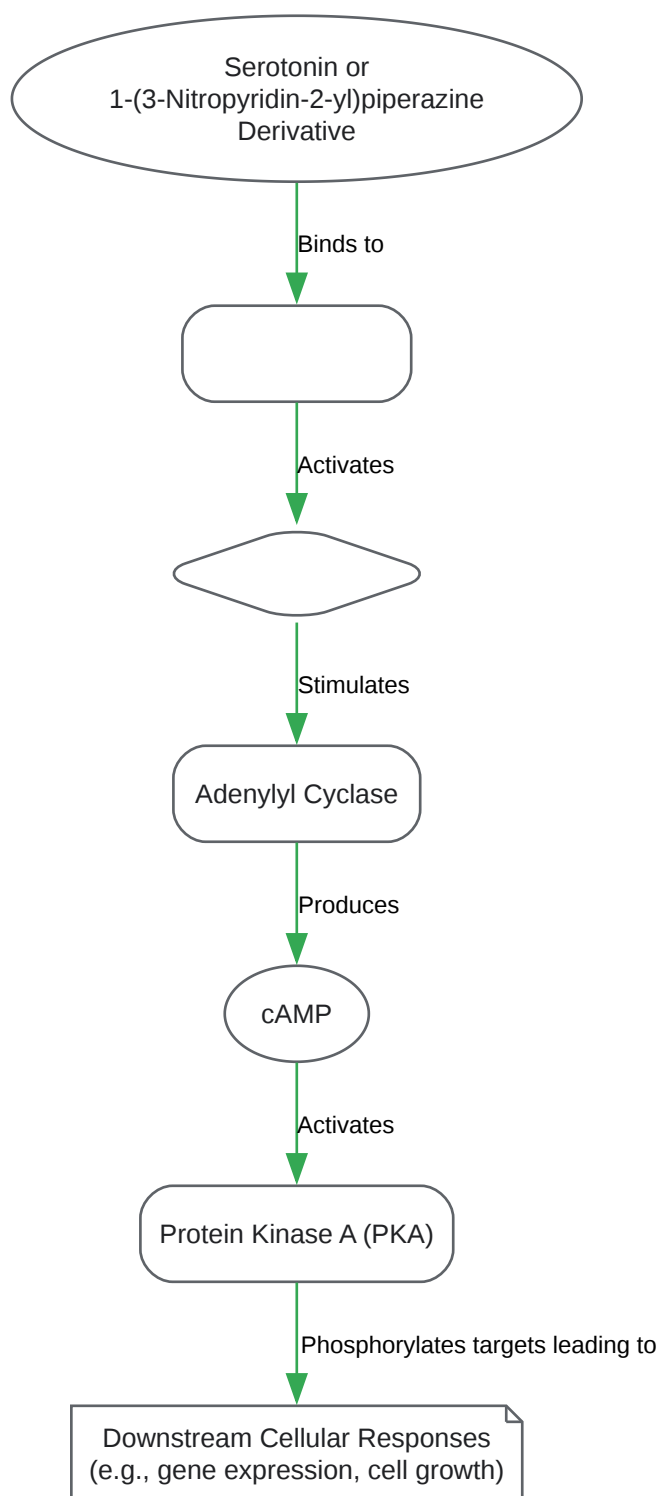 Serotonin or
1-(3-Nitropyridin-2-yl)piperazine
Derivative
Binds to
Activates
Stimulates
Adenylyl Cyclase
Produces
cAMP
Activates
Protein Kinase A (PKA)
Phosphorylates targets leading to
Downstream Cellular Responses
(e.g., gene expression, cell growth)